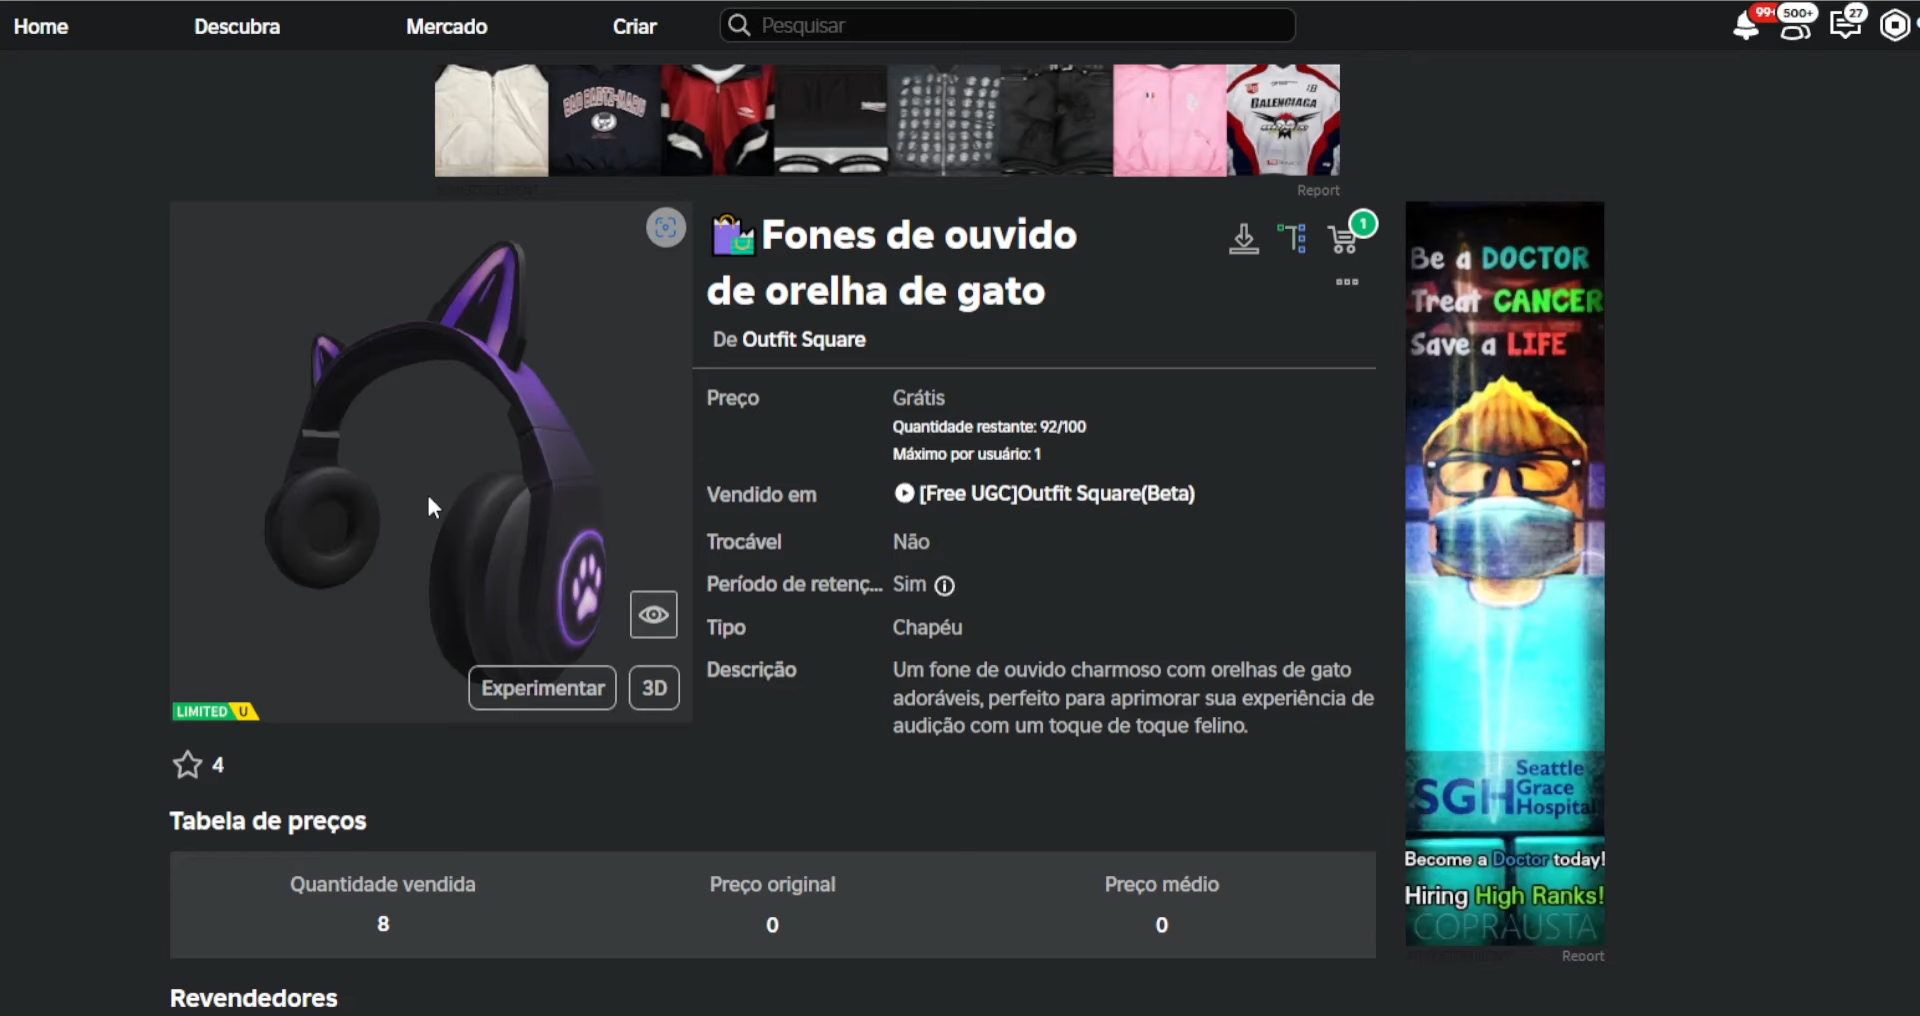 Home
Descubra
Mercado
Criar
Pesquisar
99+
500+
27
BALENCIAGA
Report
Fones de ouvido
de orelha de gato
1
De Outfit Square
Preço
Grátis
Quantidade restante: 92/100
Máximo por usuário: 1
Vendido em
[Free UGC]Outfit Square(Beta)
Trocável
Não
Período de retenç...
Sim
Tipo
Chapéu
Descrição
Um fone de ouvido charmoso com orelhas de gato
adoráveis, perfeito para aprimorar sua experiência de
audição com um toque de toque felino.
Experimentar
3D
LIMITED U
4
Tabela de preços
Quantidade vendida
Preço original
Preço médio
8
0
0
Revendedores
Be a DOCTOR
Treat CANCER
Save a LIFE
SGH
Seattle
Grace
Hospital
Become a Doctor today!
Hiring High Ranks!
COPRAUSTA
Report